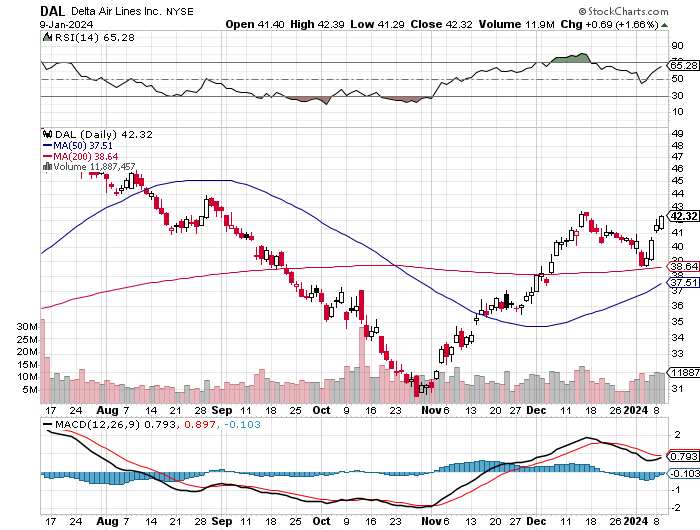 DAL Delta Air Lines Inc. NYSE
© StockCharts.com
9-Jan-2024
Open 41.40 High 42.39 Low 41.29 Close 42.32 Volume 11.9M Chg +0.69 (+1.66%)
RSI(14) 65.28
90
70
65.28
50
30
10
DAL (Daily) 42.32
MA(50) 37.51
MA(200) 38.64
Volume 11,887,457
49
47
46
45
44
43
42.32
41
40
39
38.64
37.51
37
36
35
34
33
32
11887
31
30M
25M
20M
15M
10M
5M
17 24 Aug 7 14 21 28 Sep 11 18 25 Oct 9 16 23 Nov 6 13 20 27 Dec 11 18 26 2024 8
MACD(12,26,9) 0.793, 0.897, -0.103
2
1
0.793
-0.103
-1
-2
17 24 Aug 7 14 21 28 Sep 11 18 25 Oct 9 16 23 Nov 6 13 20 27 Dec 11 18 26 2024 8